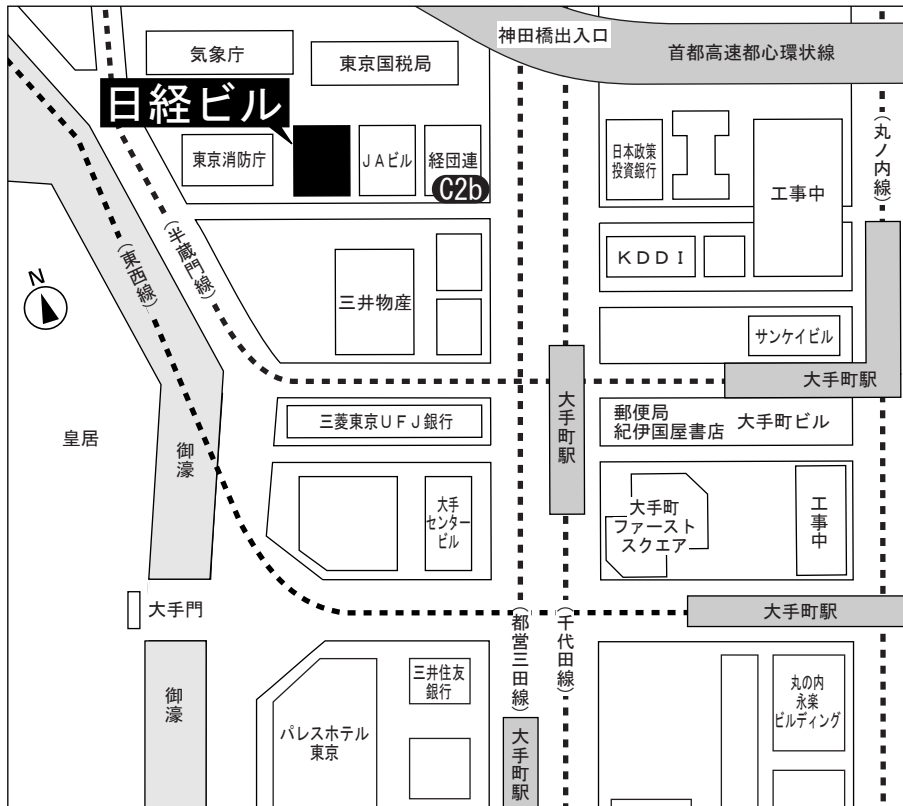 神田橋出入口
首都高速都心環状線
気象庁
東京国税局
日経ビル
東京消防庁
ＪＡビル
経団連
C2b
日本政策
投資銀行
工事中
(丸ノ内線)
(半蔵門線)
(東西線)
ＫＤＤＩ
N
三井物産
サンケイビル
大手町駅
大手町駅
三菱東京ＵＦＪ銀行
郵便局
紀伊国屋書店
大手町ビル
皇居
御濠
大手
センター
ビル
大手町
ファースト
スクエア
工事中
大手門
大手町駅
(都営三田線)
(千代田線)
御濠
三井住友
銀行
丸の内
永楽
ビルディング
パレスホテル
東京
大手町駅